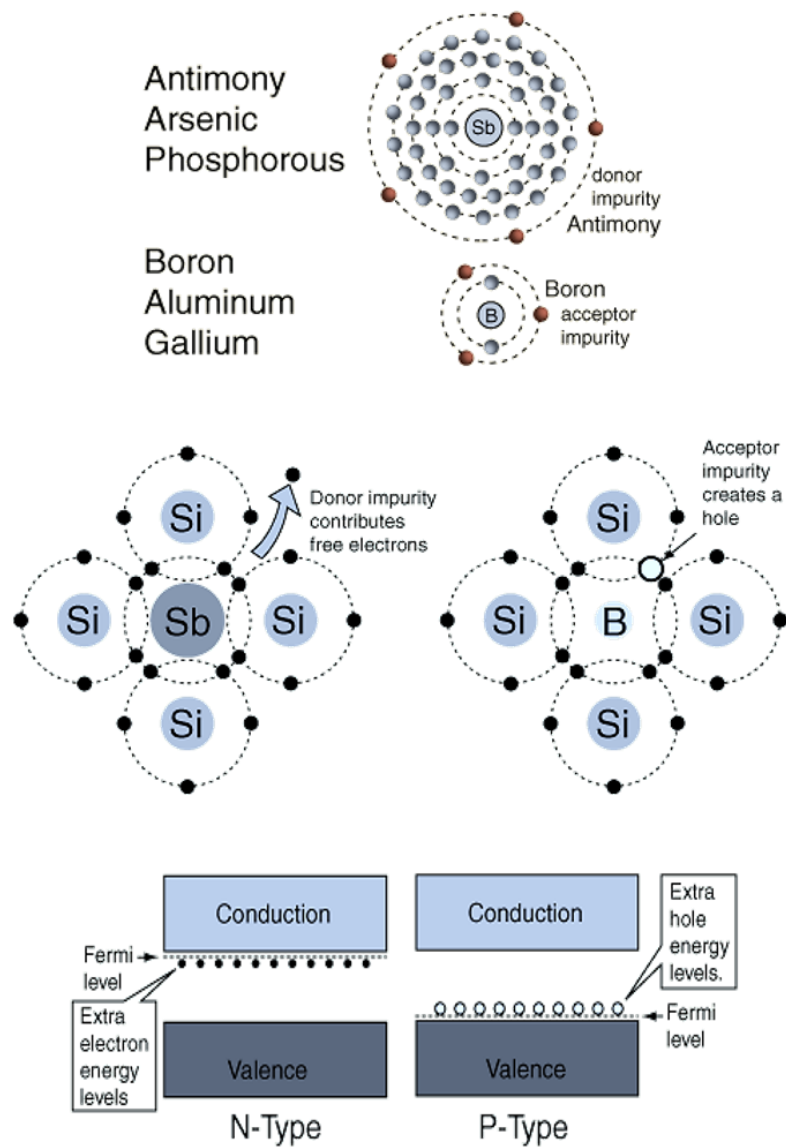 Antimony
Arsenic
Phosphorous
Sb
donor
impurity
Antimony
Boron
Aluminum
Gallium
B
Boron
acceptor
impurity
Si
Donor impurity
contributes
free electrons
Si
Sb
Si
Si
Acceptor
impurity
creates a
hole
Si
Si
B
Si
Si
Conduction
Fermi
level
Extra
electron
energy
levels
Valence
N-Type
Conduction
Extra
hole
energy
levels.
Fermi
level
Valence
P-Type